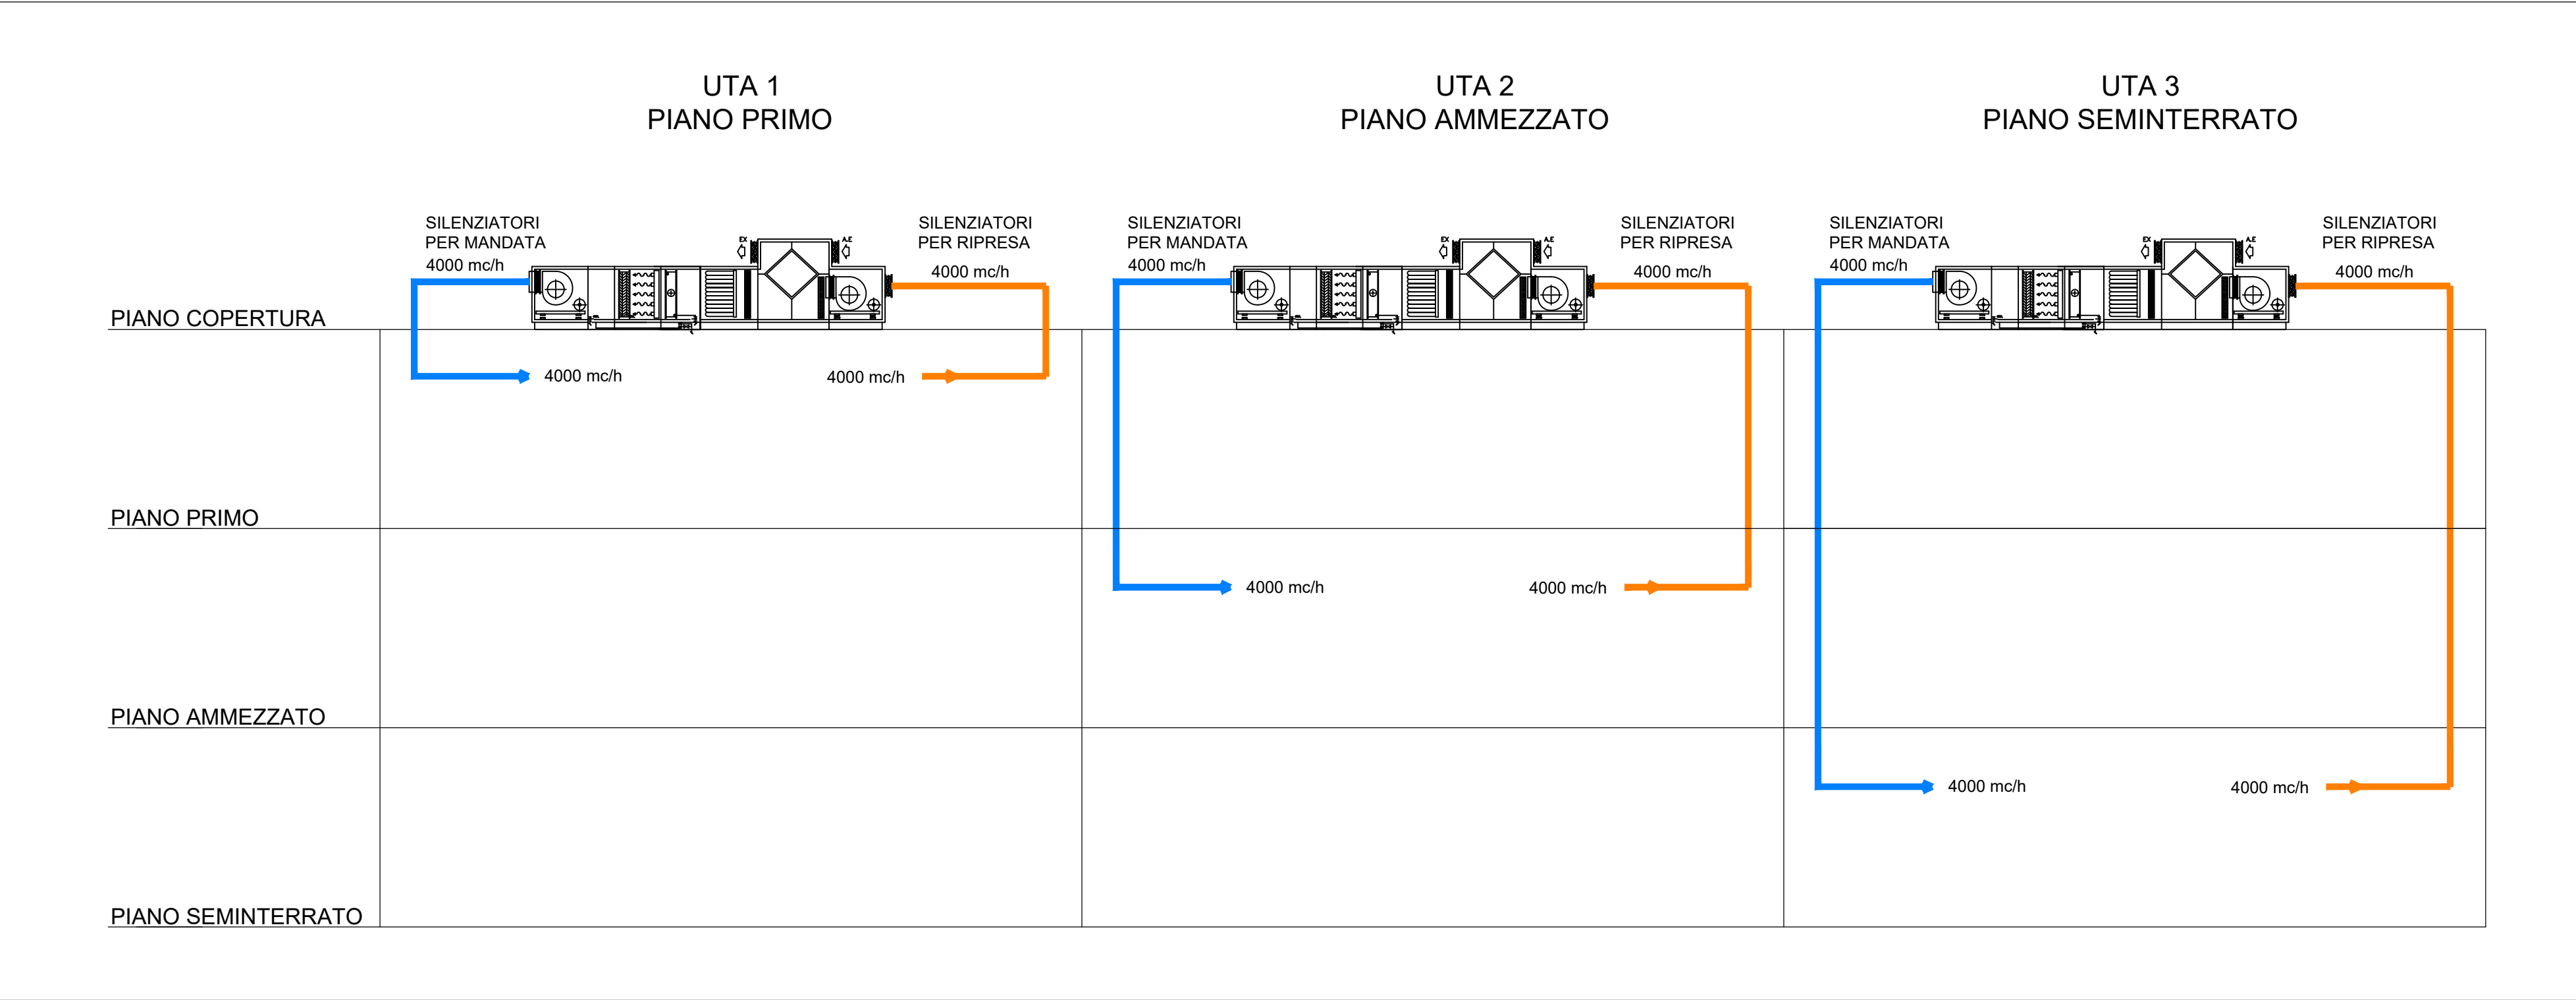 UTA 1
PIANO PRIMO
UTA 2
PIANO AMMEZZATO
UTA 3
PIANO SEMINTERRATO
SILENZIATORI
PER MANDATA
4000 mc/h
EX
A.E
SILENZIATORI
PER RIPRESA
4000 mc/h
SILENZIATORI
PER MANDATA
4000 mc/h
EX
A.E
SILENZIATORI
PER RIPRESA
4000 mc/h
SILENZIATORI
PER MANDATA
4000 mc/h
EX
A.E
SILENZIATORI
PER RIPRESA
4000 mc/h
PIANO COPERTURA
4000 mc/h
4000 mc/h
PIANO PRIMO
4000 mc/h
4000 mc/h
PIANO AMMEZZATO
4000 mc/h
4000 mc/h
PIANO SEMINTERRATO